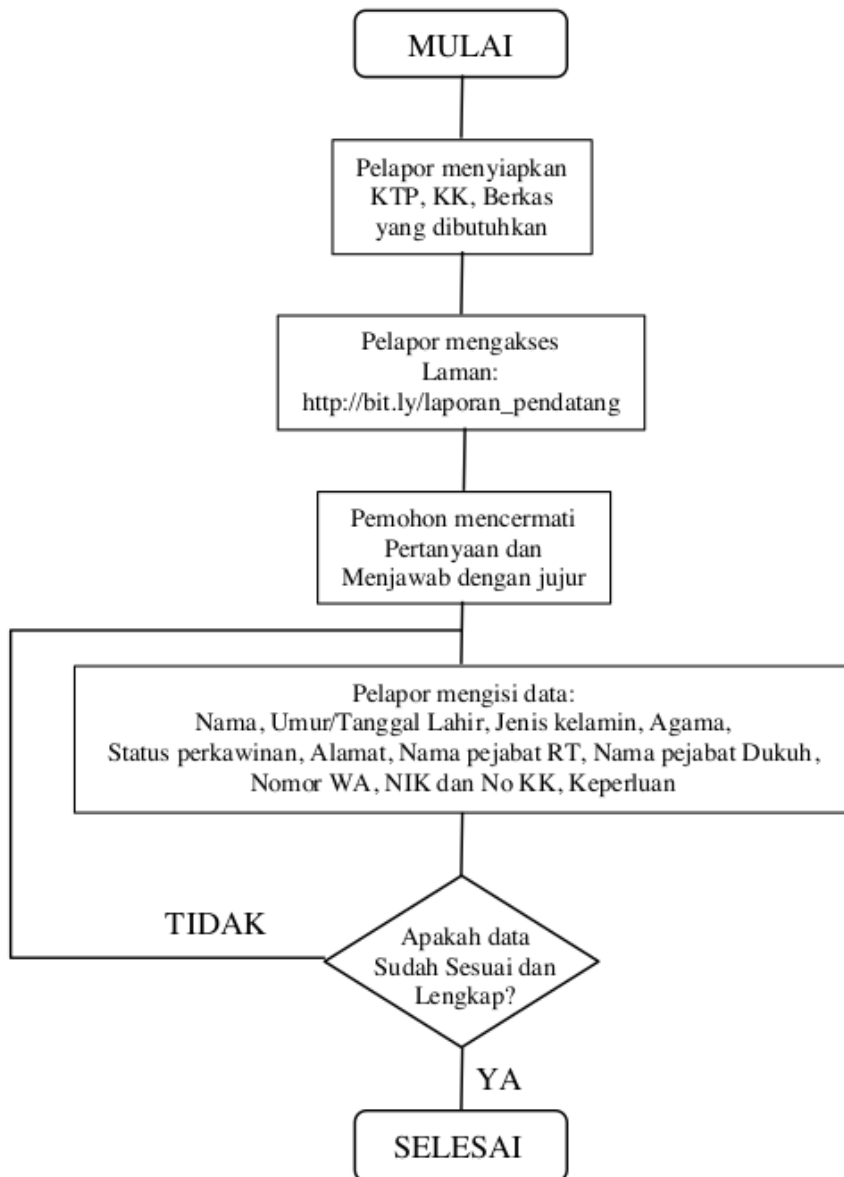 MULAI
Pelapor menyiapkan
KTP, KK, Berkas
yang dibutuhkan
Pelapor mengakses
Laman:
http://bit.ly/laporan_pendatang
Pemohon mencermati
Pertanyaan dan
Menjawab dengan jujur
Pelapor mengisi data:
Nama, Umur/Tanggal Lahir, Jenis kelamin, Agama,
Status perkawinan, Alamat, Nama pejabat RT, Nama pejabat Dukuh,
Nomor WA, NIK dan No KK, Keperluan
TIDAK
Apakah data
Sudah Sesuai dan
Lengkap?
YA
SELESAI